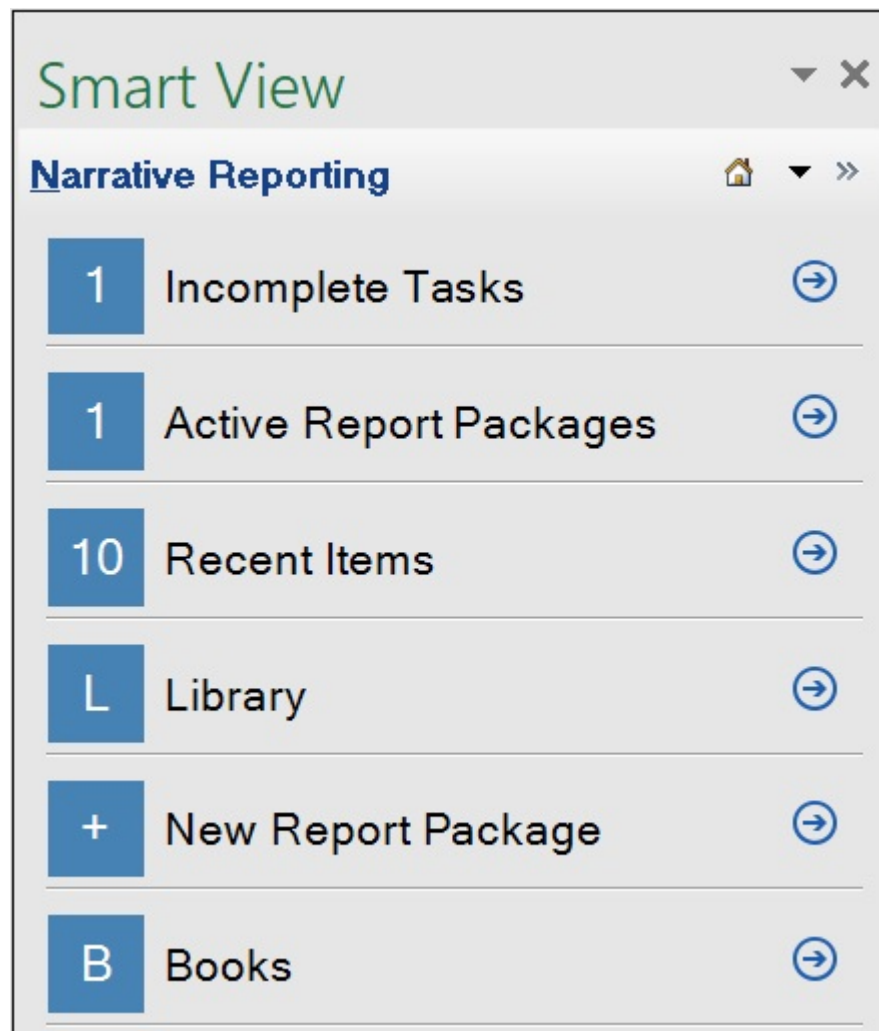 Smart View
Narrative Reporting
1 Incomplete Tasks
1 Active Report Packages
10 Recent Items
L Library
+ New Report Package
B Books